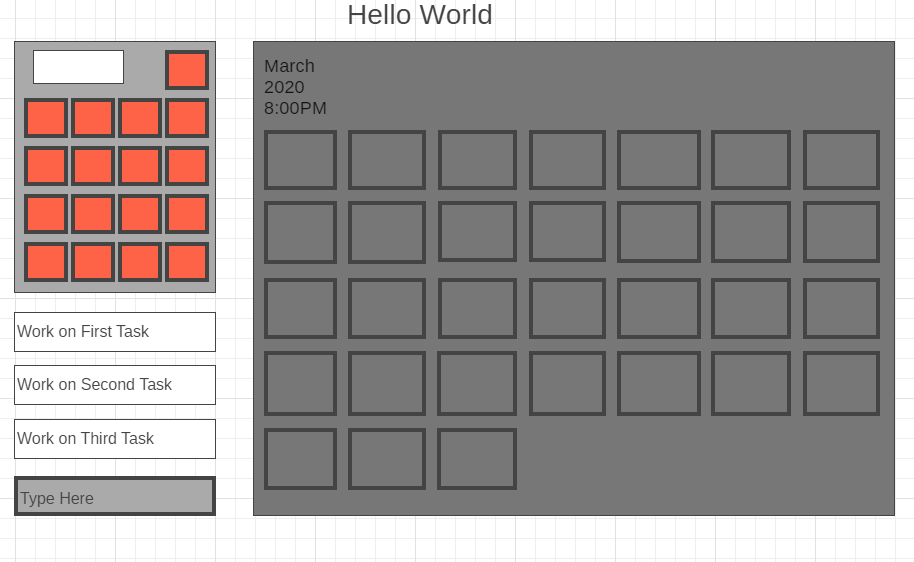 Hello World
March
2020
8:00PM
Work on First Task
Work on Second Task
Work on Third Task
Type Here